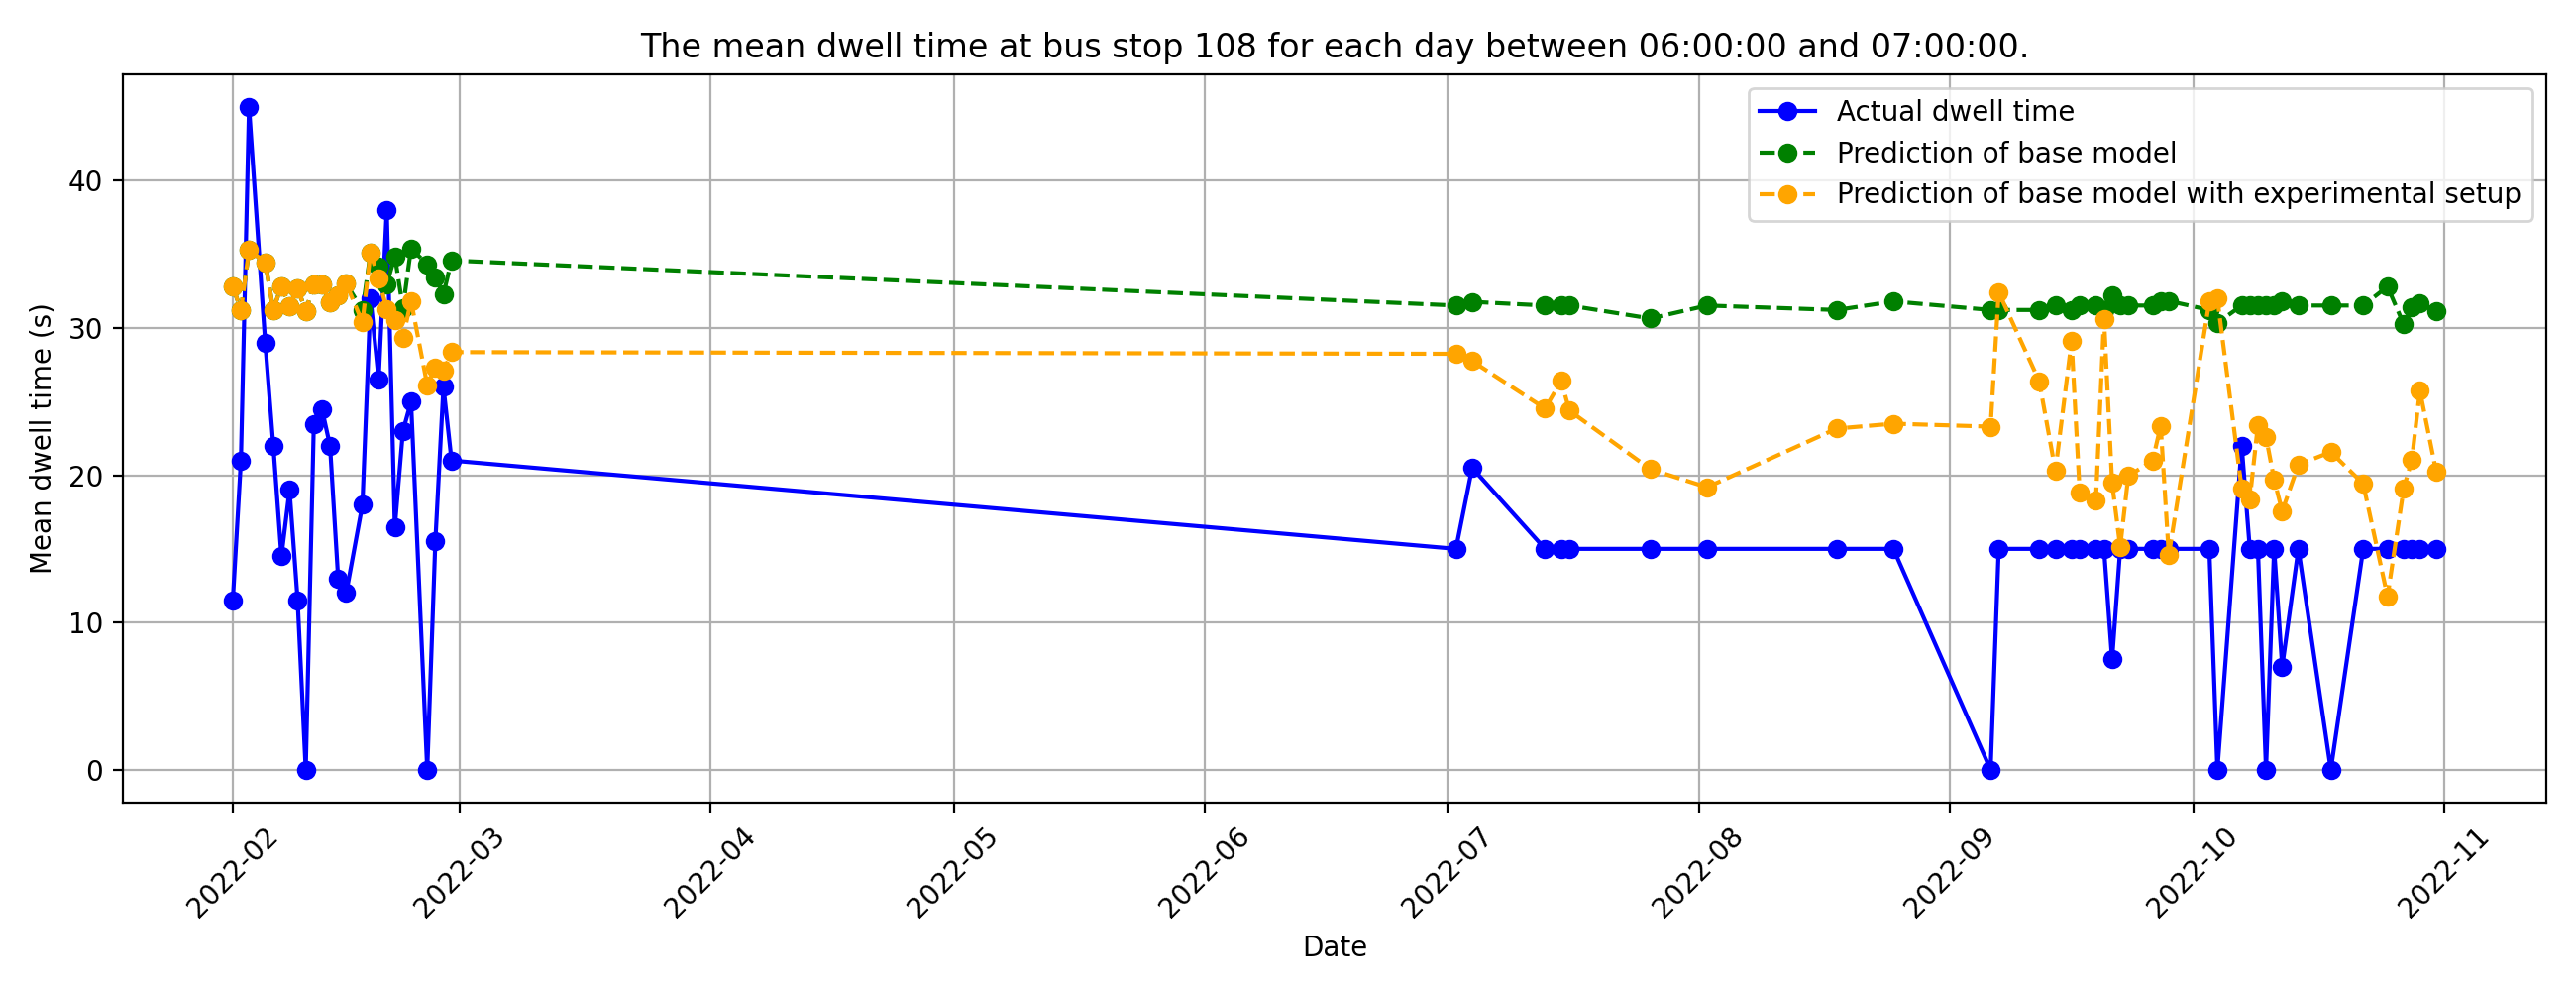 The mean dwell time at bus stop 108 for each day between 06:00:00 and 07:00:00.
Actual dwell time
Prediction of base model
Prediction of base model with experimental setup
Mean dwell time (s)
40
30
20
10
0
2022-02
2022-03
2022-04
2022-05
2022-06
2022-07
2022-08
2022-09
2022-10
2022-11
Date